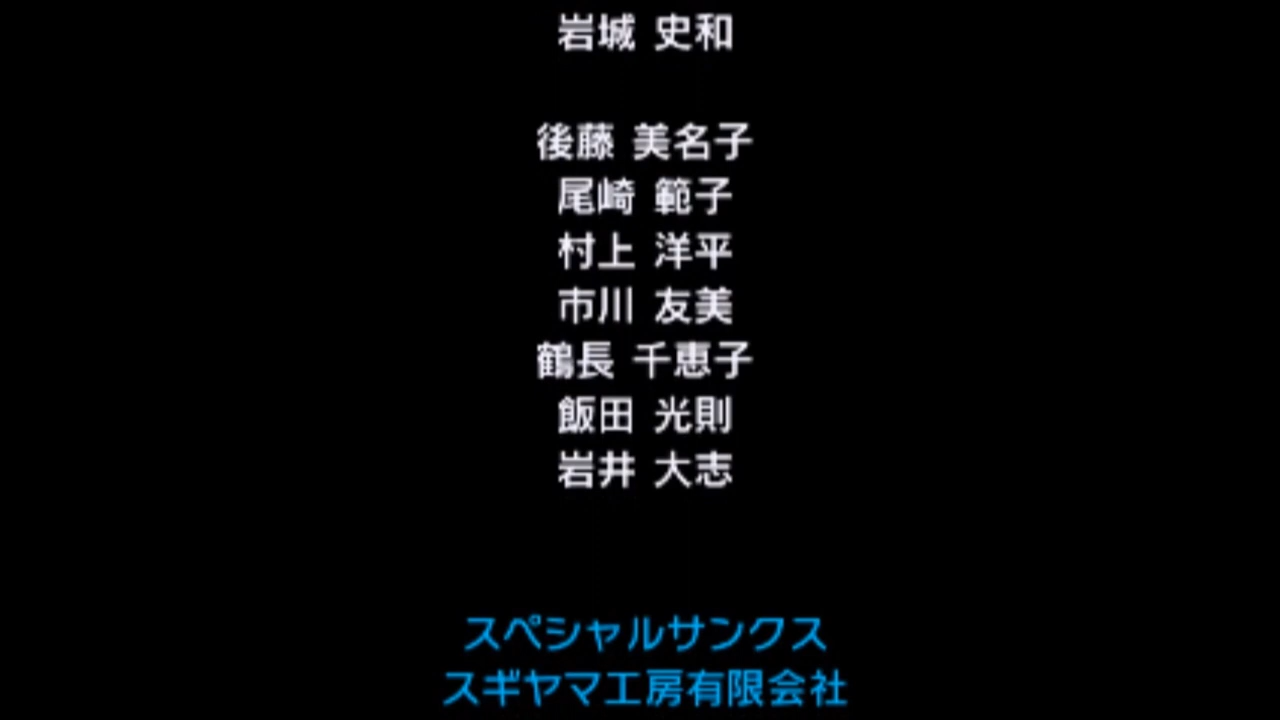 岩城 史和
後藤 美名子
尾崎 範子
村上 洋平
市川 友美
鶴長 千恵子
飯田 光則
岩井 大志
スペシャルサンクス
スギヤマ工房有限会社